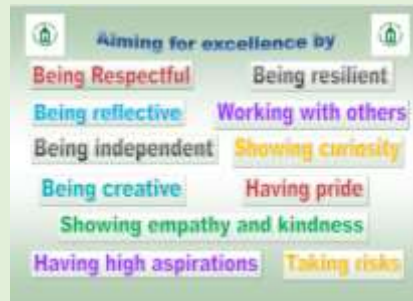 Aiming for excellence by
Being Respectful Being resilient
Being reflective Working with others
Being independent Showing curiosity
Being creative Having pride
Showing empathy and kindness
Having high aspirations Taking risks